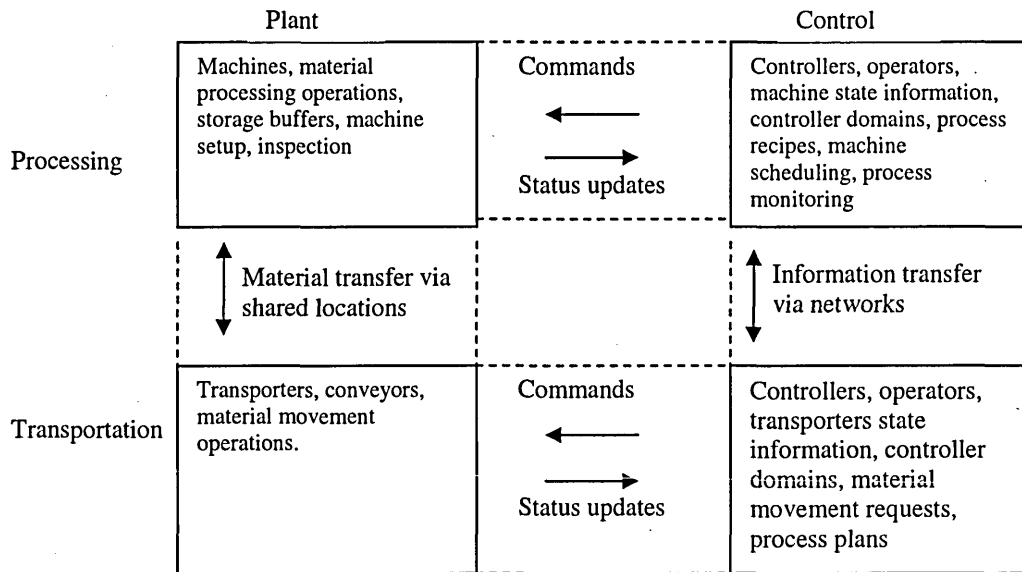 Plant
Control
Machines, material
processing operations,
storage buffers, machine
setup, inspection
Commands
Status updates
Controllers, operators,
machine state information,
controller domains, process
recipes, machine
scheduling, process
monitoring
Processing
Material transfer via
shared locations
Information transfer
via networks
Transportation
Transporters, conveyors,
material movement
operations.
Commands
Status updates
Controllers, operators,
transporters state
information, controller
domains, material
movement requests,
process plans